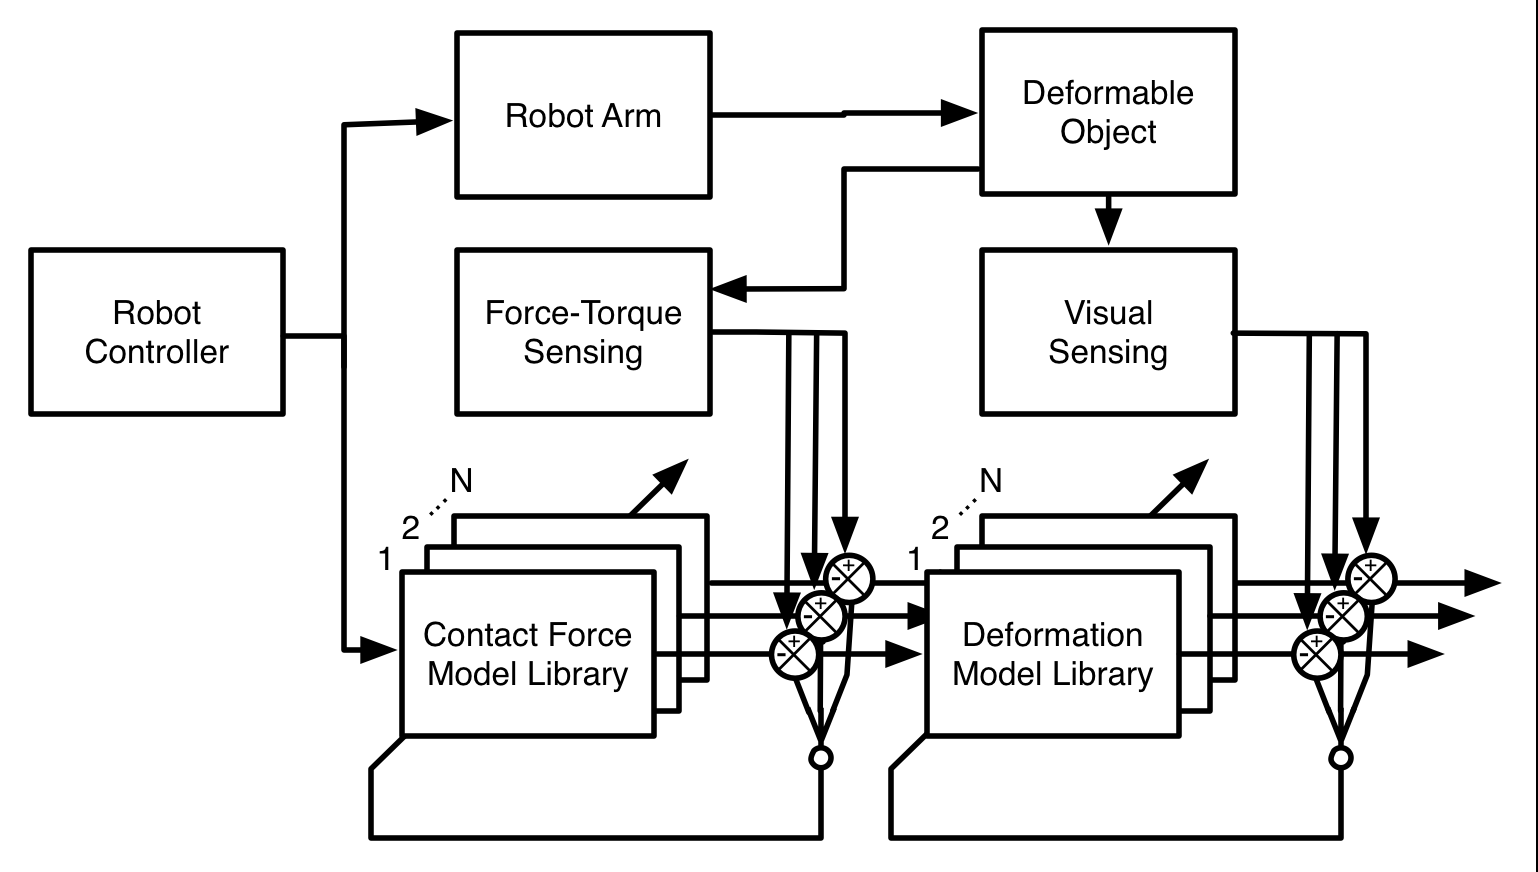 Robot Arm
Deformable
Object
Robot
Controller
Force-Torque
Sensing
Visual
Sensing
N
2
1
N
2
1
+
-
+
-
+
-
+
-
+
-
+
-
Contact Force
Model Library
Deformation
Model Library